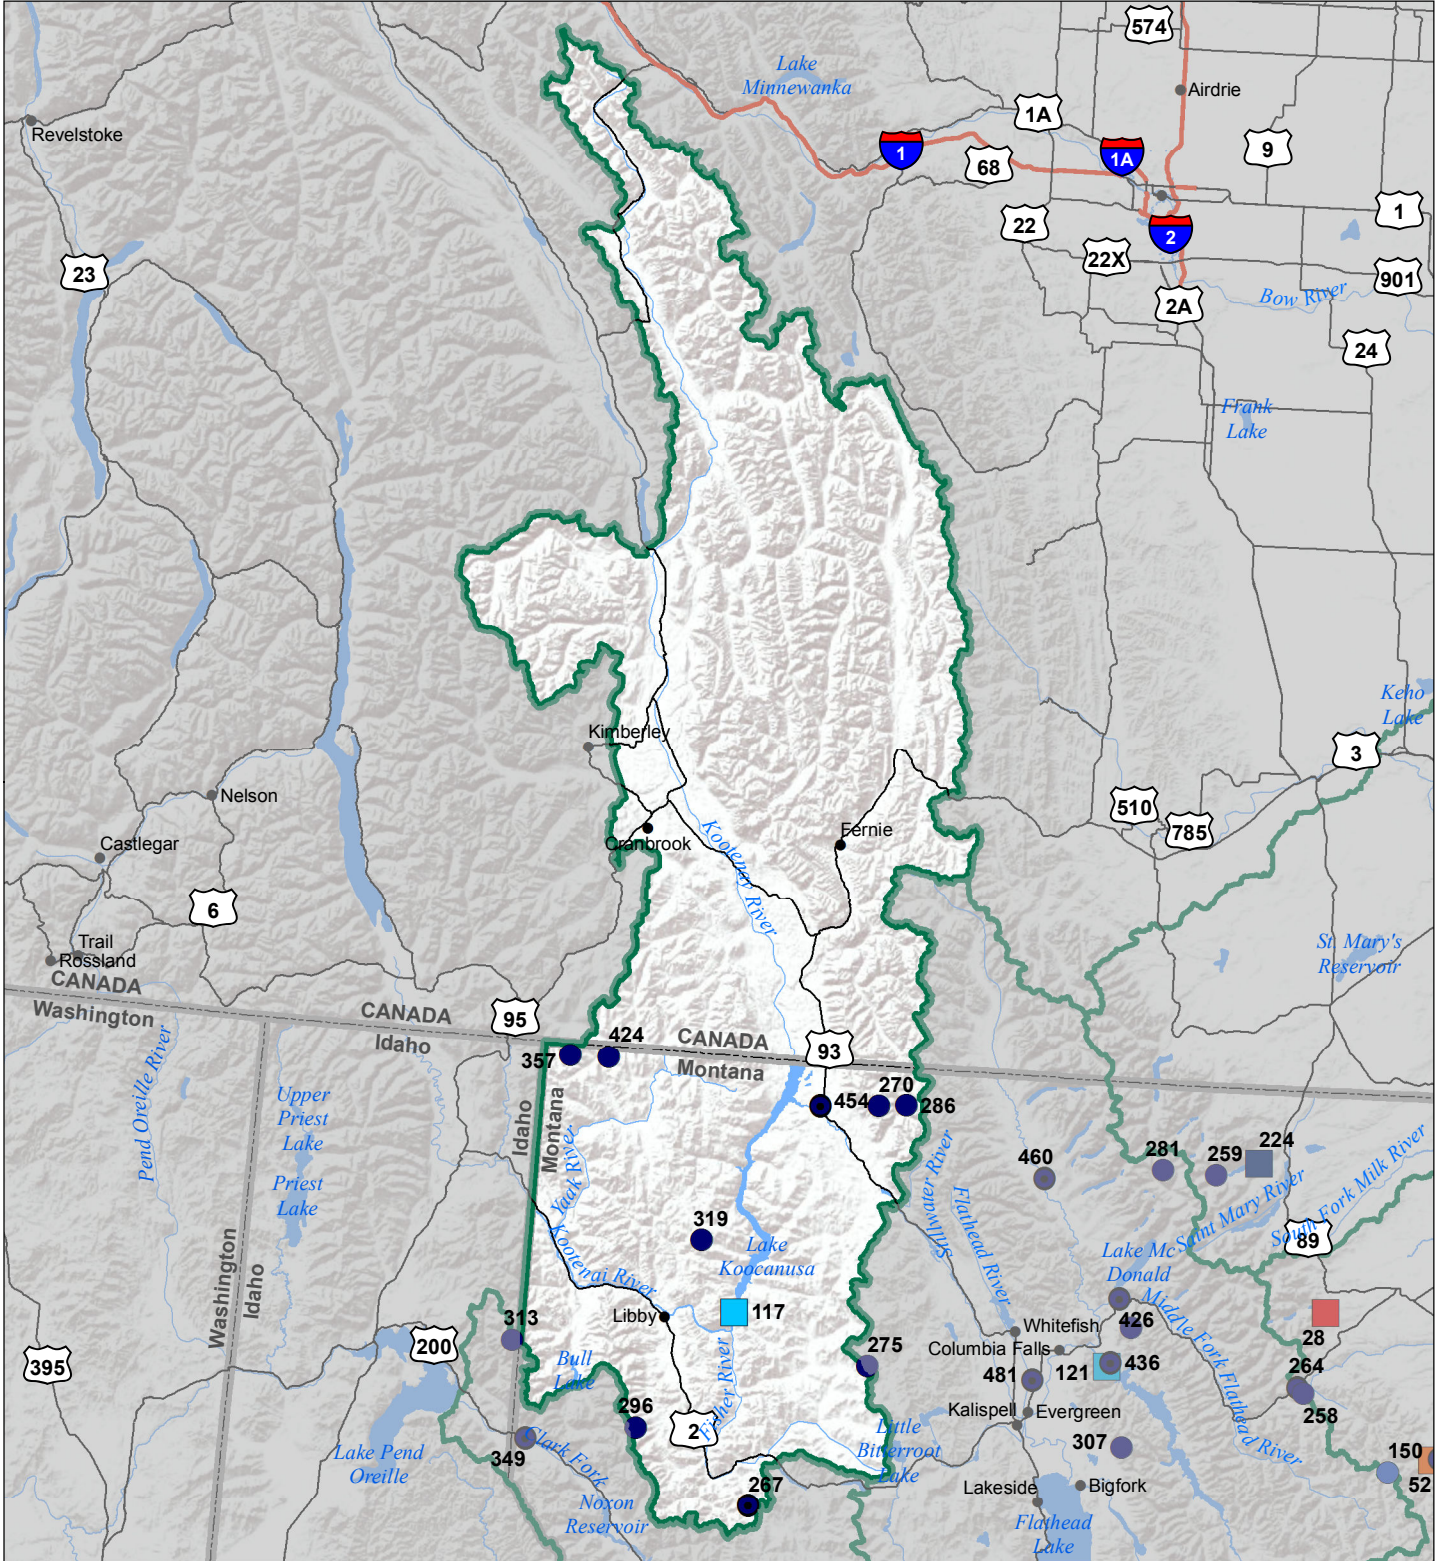 574
Lake
Minnewanka
Airdrie
1A
Revelstoke
1
1A
9
68
22
1
2
22X
23
901
Bow River
2A
24
Frank
Lake
Keho
Lake
Kimberley
3
Nelson
510
785
Castlegar
Cranbrook
Kootenay River
Fernie
6
Trail
Rossland
St. Mary's
Reservoir
CANADA
Washington
CANADA
Idaho
95
CANADA
Montana
93
357
424
270
454
286
Pend Oreille River
Upper
Priest
Lake
Priest
Lake
Idaho
Montana
Yaak River
Stillwater River
Flathead River
460
281
259
224
Saint Mary River
South Fork Milk River
89
319
Lake
Koocanusa
Lake Mc
Donald
Washington
Idaho
Kootenai River
Libby
117
Middle Fork Flathead River
28
313
200
395
Bull
Lake
Fisher River
275
Whitefish
Columbia Falls
426
121
436
481
264
258
296
2
Kalispell
Evergreen
349
Clark Fork
Lake Pend
Oreille
Little
Bitterroot
Lake
307
150
52
Lakeside
Bigfork
267
Noxon
Reservoir
Flathead
Lake